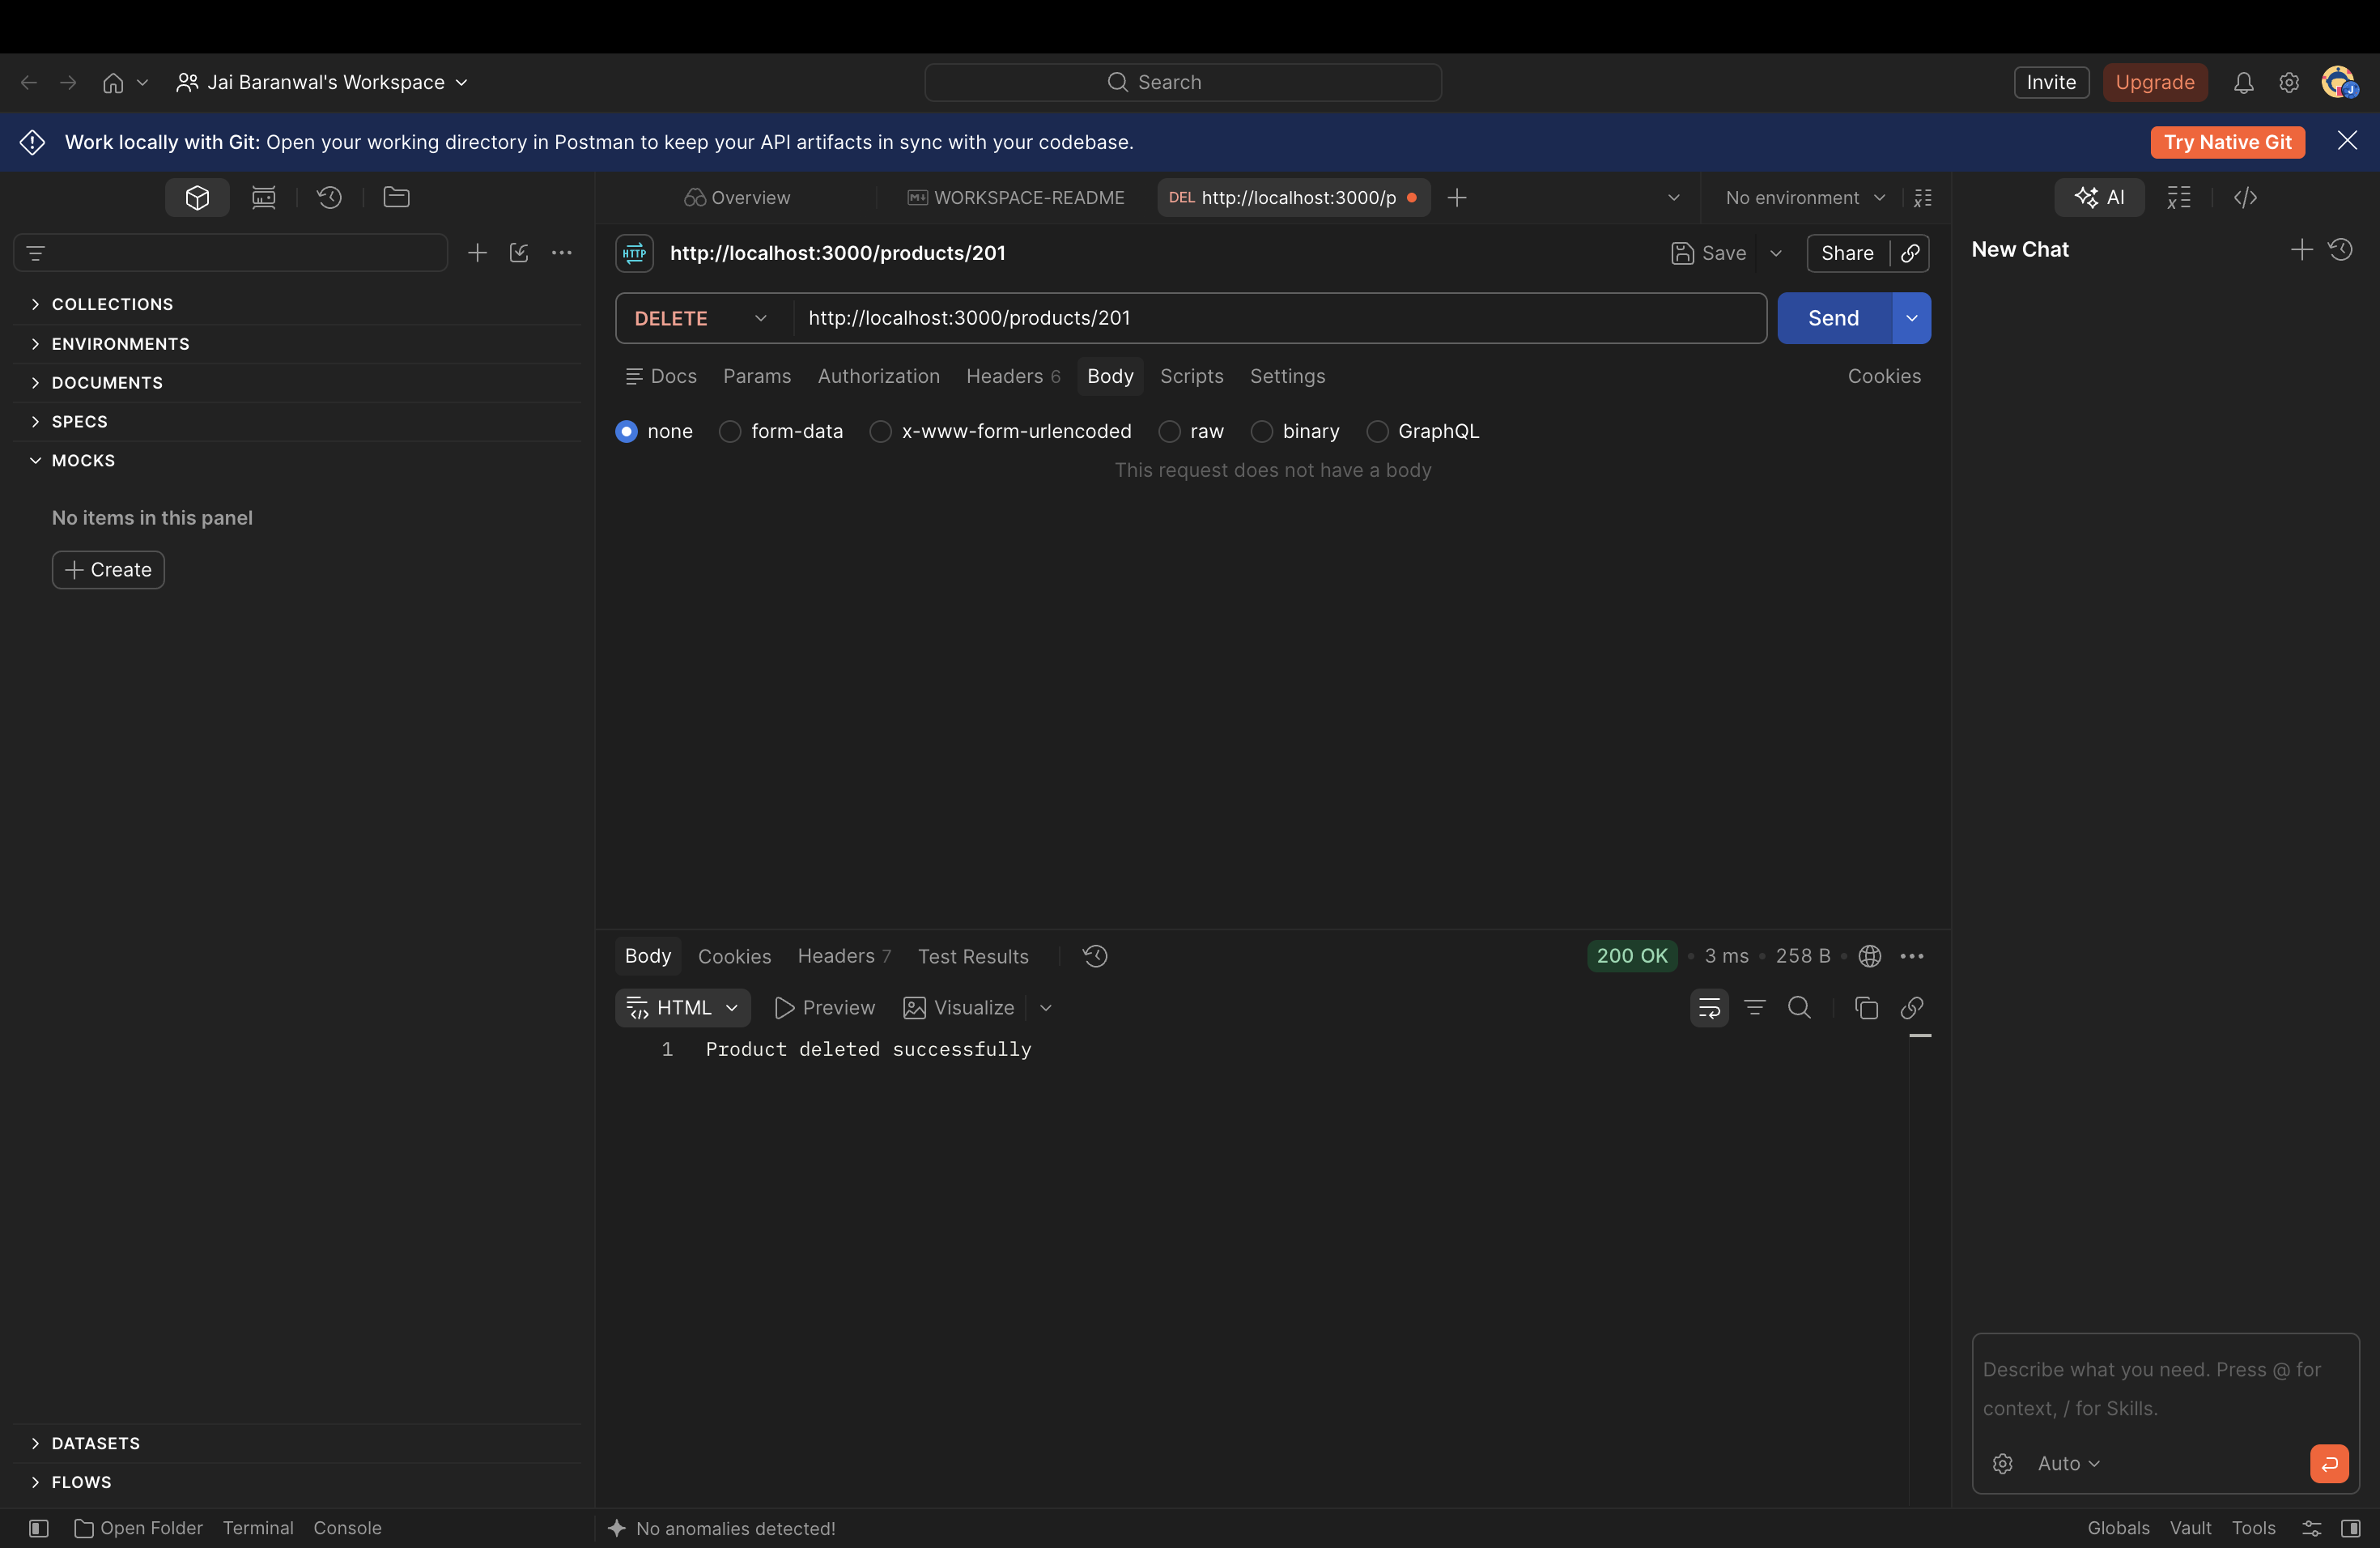 Jai Baranwal's Workspace
Search
Invite
Upgrade
Work locally with Git: Open your working directory in Postman to keep your API artifacts in sync with your codebase.
Try Native Git
Overview
WORKSPACE-README
DEL http://localhost:3000/p
No environment
AI
HTTP
http://localhost:3000/products/201
Save
Share
New Chat
COLLECTIONS
ENVIRONMENTS
DOCUMENTS
SPECS
MOCKS
No items in this panel
Create
DELETE
http://localhost:3000/products/201
Send
Docs
Params
Authorization
Headers 6
Body
Scripts
Settings
Cookies
none
form-data
x-www-form-urlencoded
raw
binary
GraphQL
This request does not have a body
Body
Cookies
Headers 7
Test Results
200 OK
3 ms
258 B
HTML
Preview
Visualize
1 Product deleted successfully
Describe what you need. Press @ for
context, / for Skills.
Auto
DATASETS
FLOWS
Open Folder
Terminal
Console
No anomalies detected!
Globals
Vault
Tools